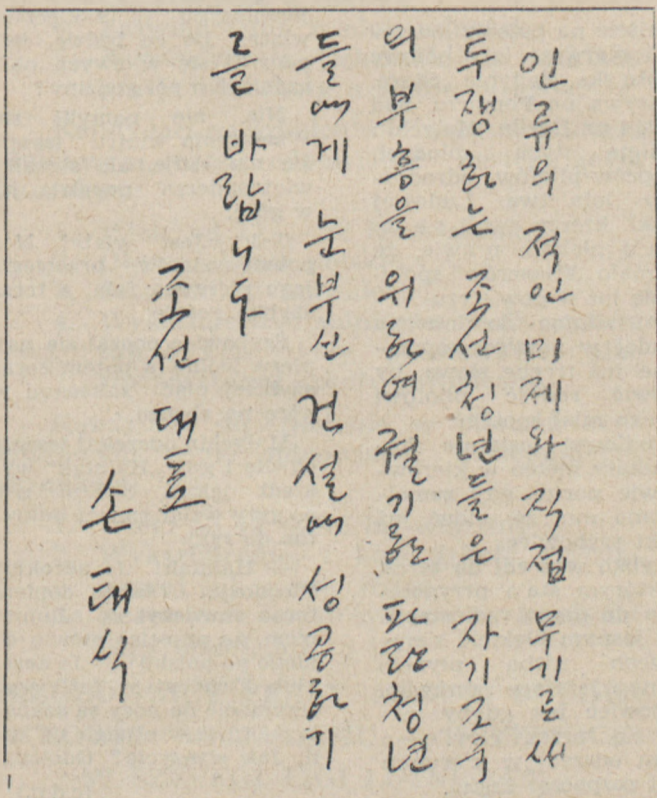 인류의 적인 미제와 직접 무기로써
투쟁하는 조선청년들은 자기조국
의 부흥을 위하여 궐기한 파란청년
들에게 눈부신 건설에 성공하기
를 바랍니다
조선 대표
손 태식